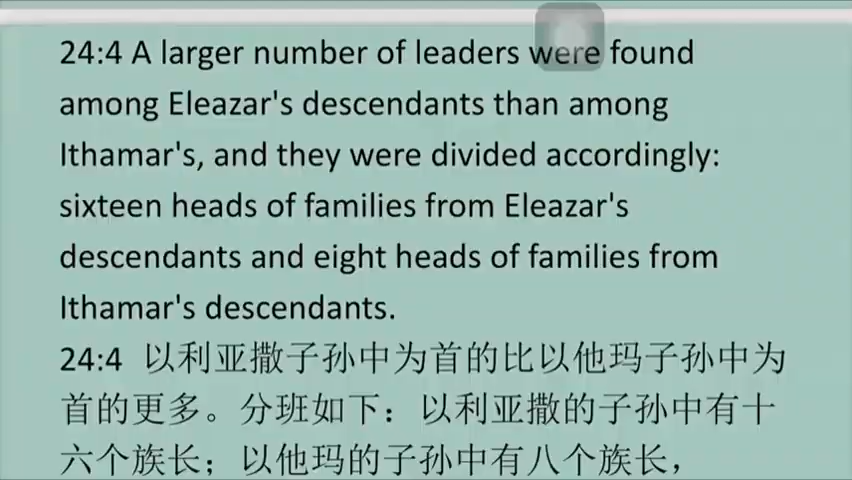 24:4 A larger number of leaders were found
among Eleazar's descendants than among
Ithamar's, and they were divided accordingly:
sixteen heads of families from Eleazar's
descendants and eight heads of families from
Ithamar's descendants.
24:4 以利亚撒子孙中为首的比以他玛子孙中为
首的更多。分班如下：以利亚撒的子孙中有十
六个族长；以他玛的子孙中有八个族长，